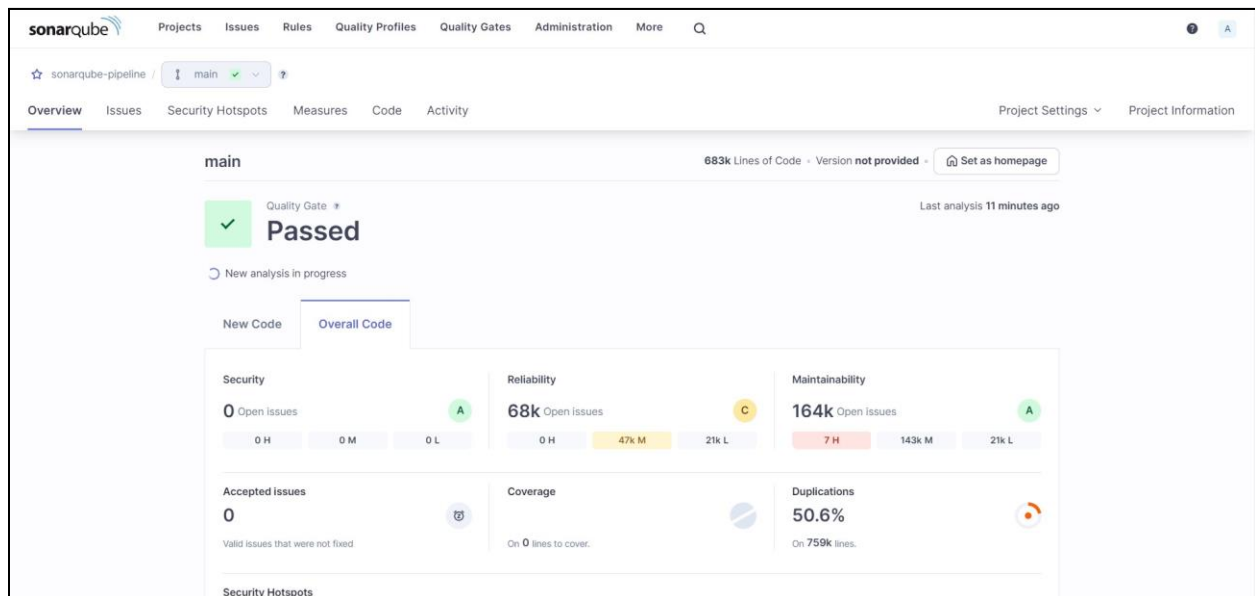 sonarqube Projects Issues Rules Quality Profiles Quality Gates Administration More ? A
sonarqube-pipeline / main ?
Overview Issues Security Hotspots Measures Code Activity Project Settings Project Information
main 683k Lines of Code • Version not provided • Set as homepage
Quality Gate ? Last analysis 11 minutes ago
Passed
New analysis in progress
New Code Overall Code
Security Reliability Maintainability
0 Open issues A 68k Open issues C 164k Open issues A
0 H 0 M 0 L 0 H 47k M 21k L 7 H 143k M 21k L
Accepted issues Coverage Duplications
0 50.6%
Valid issues that were not fixed On 0 lines to cover. On 759k lines.
Security Hotspots